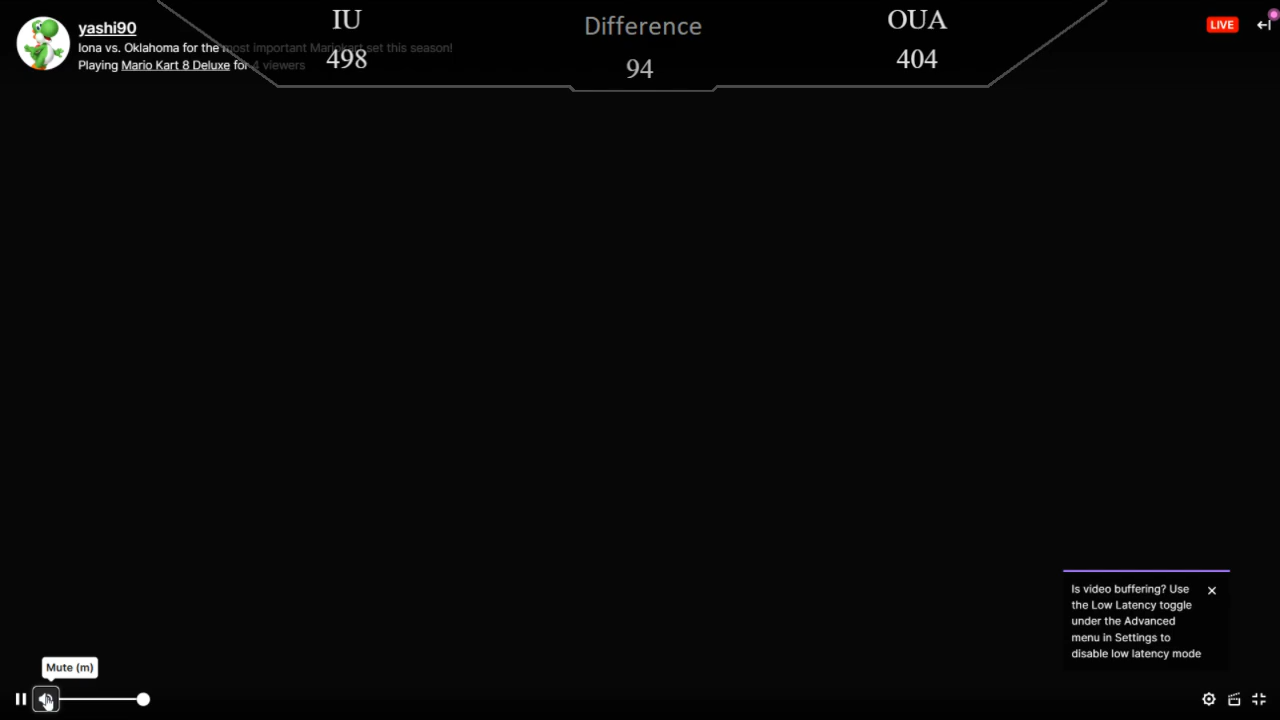 yashi90
Iona vs. Oklahoma for the most important Mariokart set this season!
Playing Mario Kart 8 Deluxe for 4 viewers
IU
498
Difference
94
OUA
404
LIVE
Is video buffering? Use
the Low Latency toggle
under the Advanced
menu in Settings to
disable low latency mode
Mute (m)